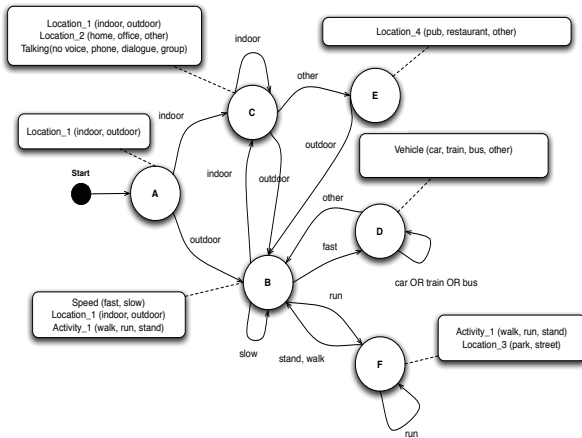 Location_1 (indoor, outdoor)
Location_2 (home, office, other)
Talking(no voice, phone, dialogue, group)
Location_4 (pub, restaurant, other)
indoor
other
E
C
indoor
Location_1 (indoor, outdoor)
outdoor
Vehicle (car, train, bus, other)
Start
indoor
outdoor
A
other
D
outdoor
fast
B
car OR train OR bus
Speed (fast, slow)
Location_1 (indoor, outdoor)
Activity_1 (walk, run, stand)
run
Activity_1 (walk, run, stand)
Location_3 (park, street)
slow
stand, walk
F
run